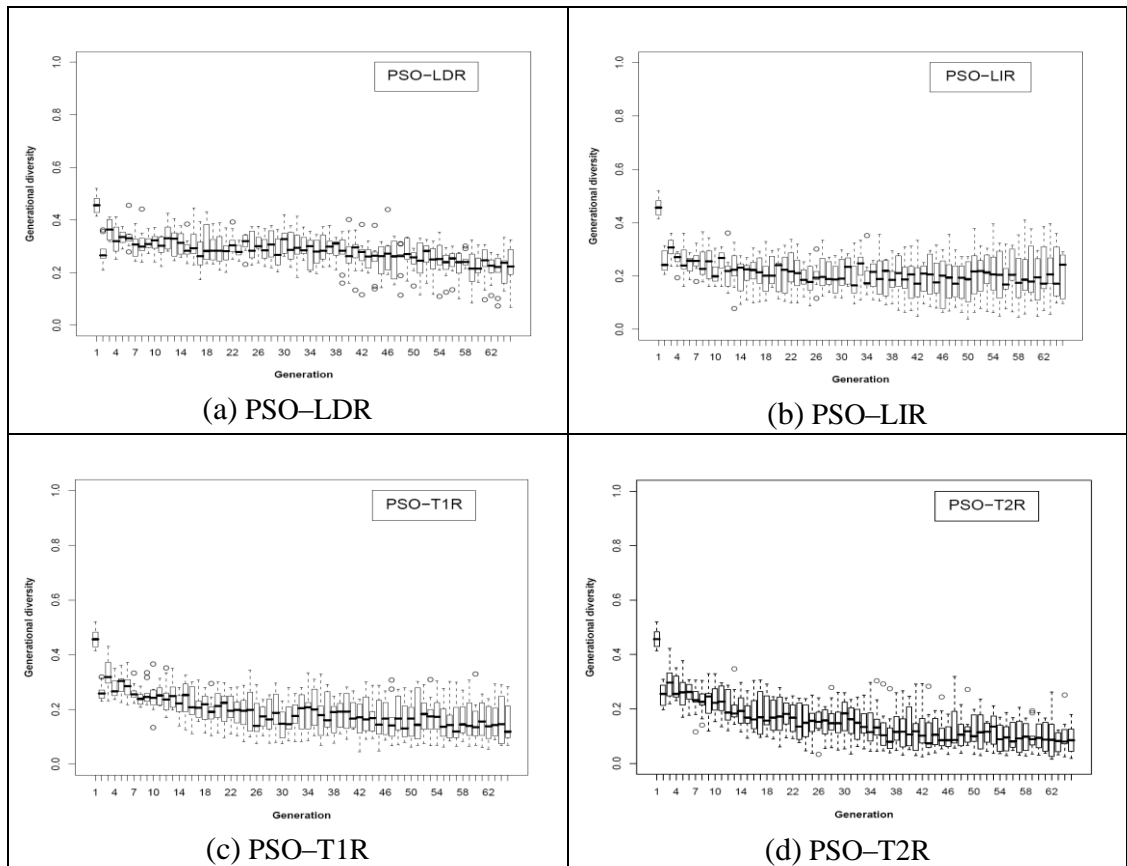 PSO−LDR
Generational diversity
1.0
0.8
0.6
0.4
0.2
0.0
1 4 7 10 14 18 22 26 30 34 38 42 46 50 54 58 62
Generation
(a) PSO–LDR
PSO−LIR
Generational diversity
1.0
0.8
0.6
0.4
0.2
0.0
1 4 7 10 14 18 22 26 30 34 38 42 46 50 54 58 62
Generation
(b) PSO–LIR
PSO−T1R
Generational diversity
1.0
0.8
0.6
0.4
0.2
0.0
1 4 7 10 14 18 22 26 30 34 38 42 46 50 54 58 62
Generation
(c) PSO–T1R
PSO−T2R
Generational diversity
1.0
0.8
0.6
0.4
0.2
0.0
1 4 7 10 14 18 22 26 30 34 38 42 46 50 54 58 62
Generation
(d) PSO–T2R